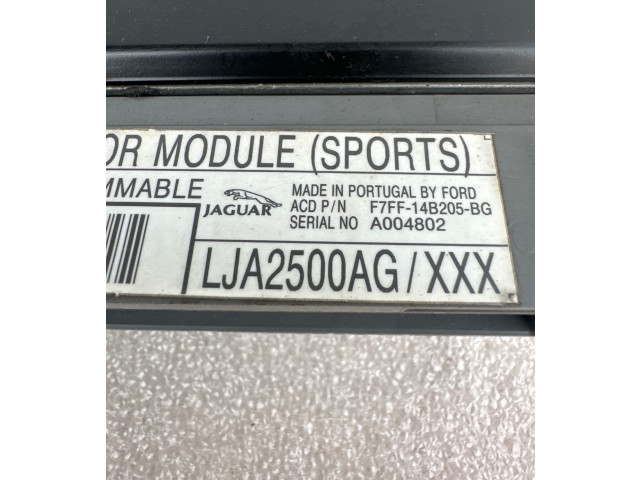 OR MODULE (SPORTS)
MMABLE
JAGUAR
MADE IN PORTUGAL BY FORD
ACD P/N F7FF-14B205-BG
SERIAL NO A004802
LJA2500AG/XXX